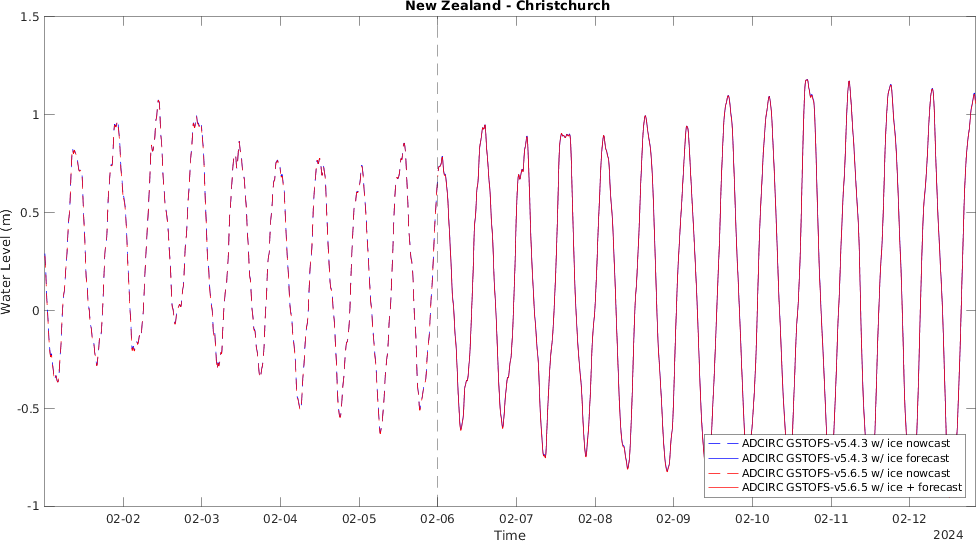 New Zealand - Christchurch
1.5
1
0.5
0
-0.5
-1
Water Level (m)
02-02 02-03 02-04 02-05 02-06 02-07 02-08 02-09 02-10 02-11 02-12
Time
2024
ADCIRC GSTOFS-v5.4.3 w/ ice nowcast
ADCIRC GSTOFS-v5.4.3 w/ ice forecast
ADCIRC GSTOFS-v5.6.5 w/ ice nowcast
ADCIRC GSTOFS-v5.6.5 w/ ice + forecast